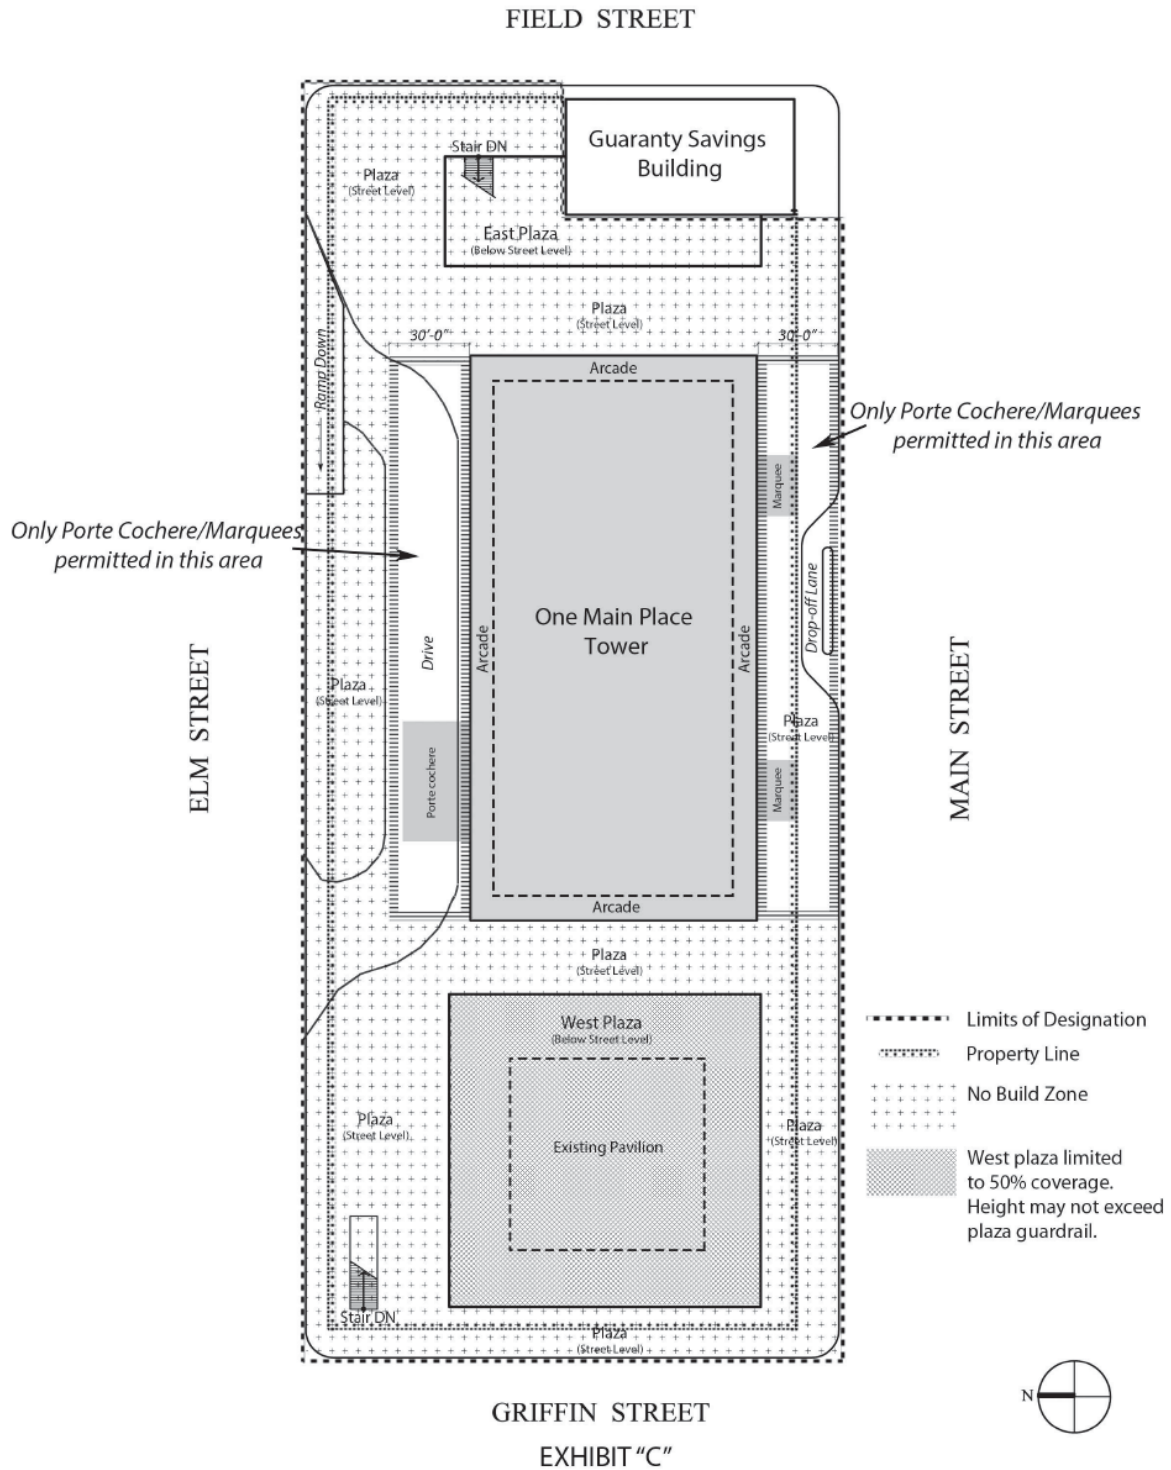 FIELD STREET
Guaranty Savings
Building
Stair DN
Plaza
(Street Level)
East Plaza
(Below Street Level)
Plaza
(Street Level)
30'-0"
30'-0"
Ramp Down
Arcade
Only Porte Cochere/Marquees
permitted in this area
Marquee
Only Porte Cochere/Marquees
permitted in this area
Drop-off Lane
One Main Place
Tower
Arcade
Arcade
Drive
ELM STREET
MAIN STREET
Plaza
(Street Level)
Plaza
(Street Level)
Porte cochere
Marquee
Arcade
Plaza
(Street Level)
West Plaza
(Below Street Level)
Existing Pavilion
Plaza
(Street Level)
Plaza
(Street Level)
Limits of Designation
Property Line
No Build Zone
West plaza limited
to 50% coverage.
Height may not exceed
plaza guardrail.
Stair DN
Plaza
(Street Level)
N
GRIFFIN STREET
EXHIBIT "C"